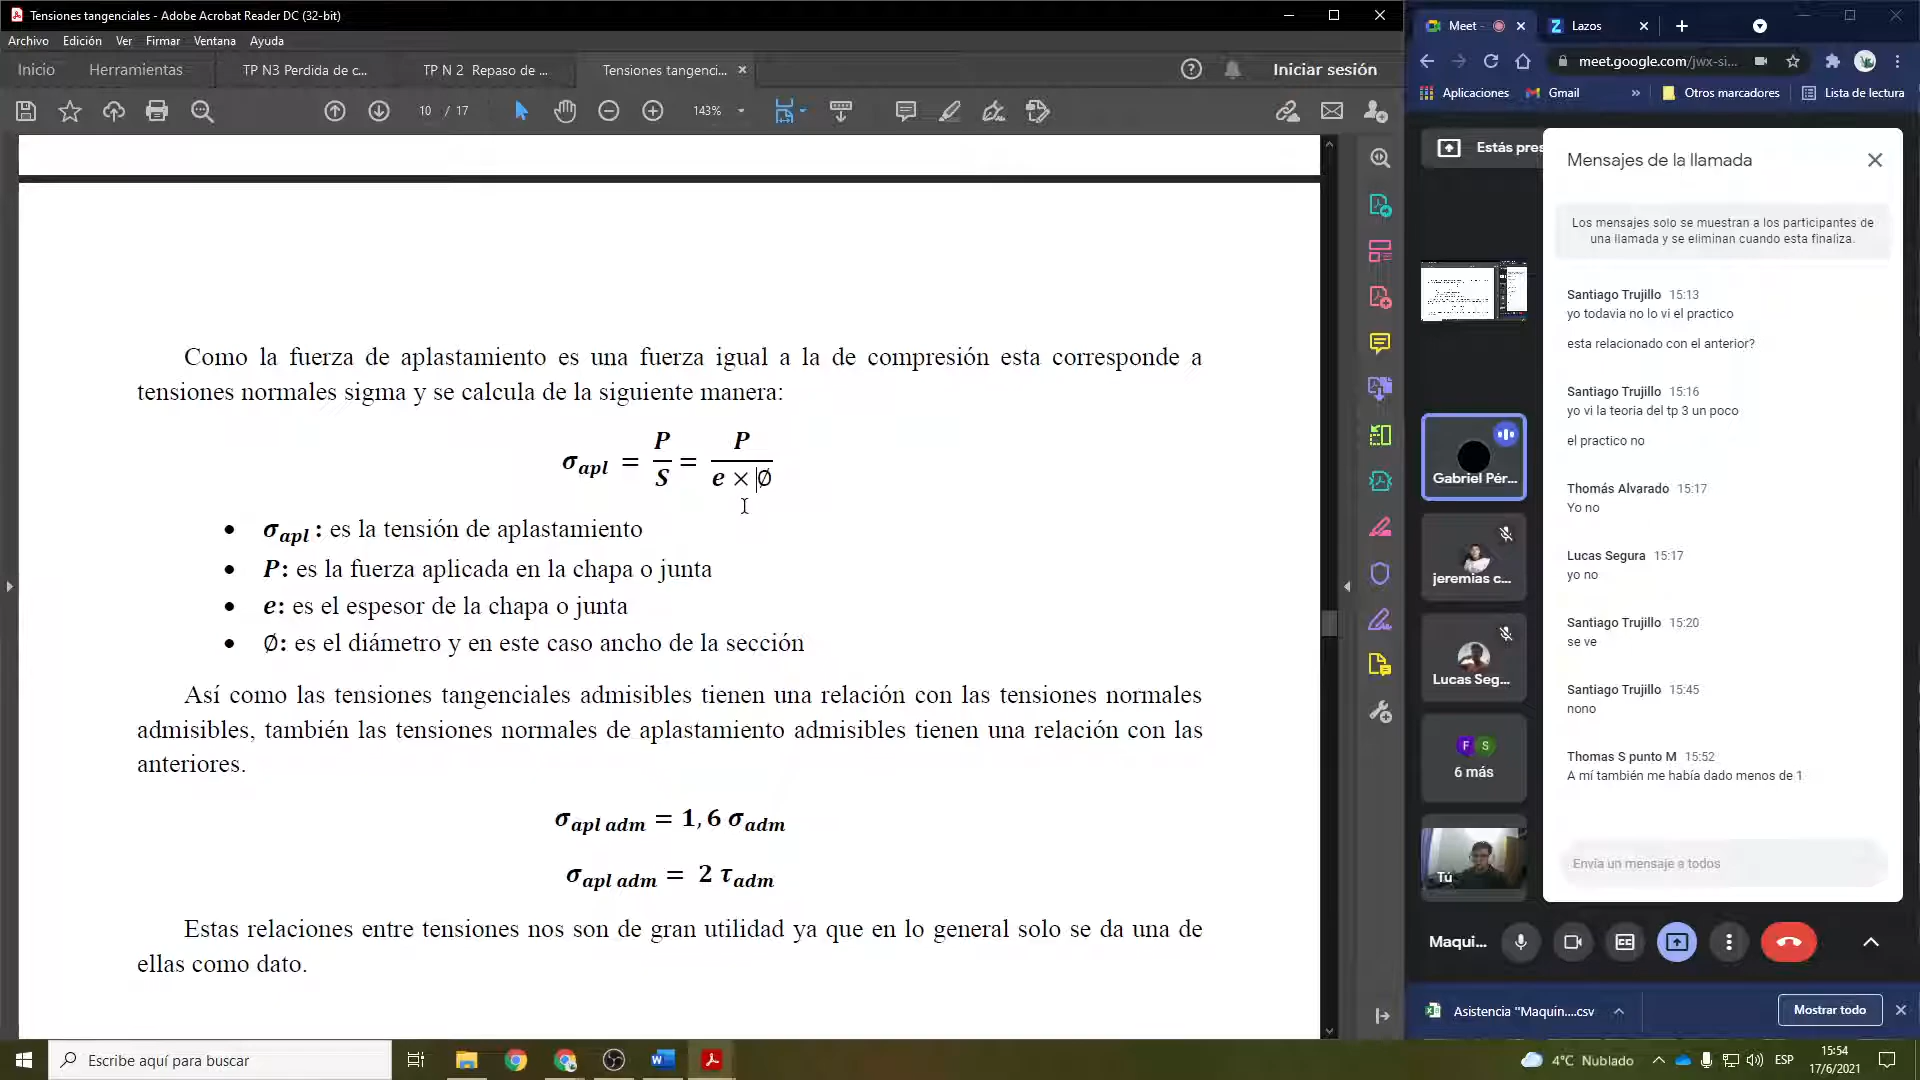 Tensiones tangenciales - Adobe Acrobat Reader DC (32-bit)
Archivo Edición Ver Firmar Ventana Ayuda
Inicio Herramientas TP N3 Perdida de c... TP N 2 Repaso de ... Tensiones tangenci... Iniciar sesión
10 / 17 143%
Como la fuerza de aplastamiento es una fuerza igual a la de compresión esta corresponde a
tensiones normales sigma y se calcula de la siguiente manera:
σ_apl = P/S = P/(e × ∅)
• σ_apl : es la tensión de aplastamiento
• P: es la fuerza aplicada en la chapa o junta
• e: es el espesor de la chapa o junta
• ∅: es el diámetro y en este caso ancho de la sección
Así como las tensiones tangenciales admisibles tienen una relación con las tensiones normales
admisibles, también las tensiones normales de aplastamiento admisibles tienen una relación con las
anteriores.
σ_apl adm = 1,6 σ_adm
σ_apl adm = 2 τ_adm
Estas relaciones entre tensiones nos son de gran utilidad ya que en lo general solo se da una de
ellas como dato.
Meet - Lazos
meet.google.com/jwx-si...
Aplicaciones Gmail » Otros marcadores Lista de lectura
Estás pres
Mensajes de la llamada
Los mensajes solo se muestran a los participantes de
una llamada y se eliminan cuando esta finaliza.
Santiago Trujillo 15:13
yo todavia no lo vi el practico
esta relacionado con el anterior?
Santiago Trujillo 15:16
yo vi la teoria del tp 3 un poco
el practico no
Thomás Alvarado 15:17
Yo no
Lucas Segura 15:17
yo no
Santiago Trujillo 15:20
se ve
Santiago Trujillo 15:45
nono
Thomas S punto M 15:52
A mí también me había dado menos de 1
Envía un mensaje a todos
Gabriel Pér...
jeremias c...
Lucas Seg...
F S
6 más
Tú
Maqui...
Asistencia "Maquín....csv Mostrar todo
Escribe aquí para buscar
4°C Nublado ESP 15:54
17/6/2021